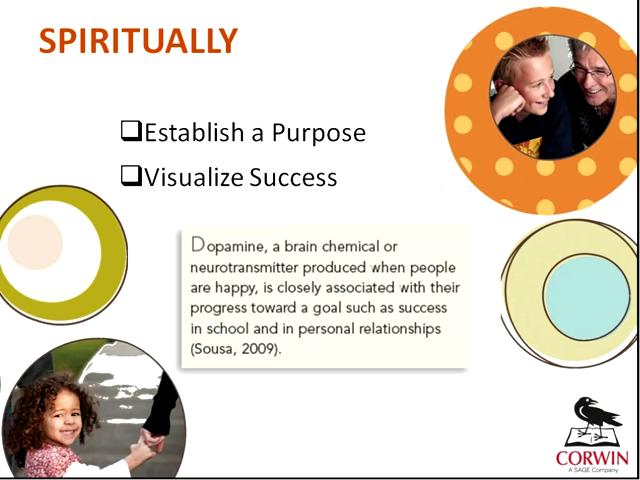 SPIRITUALLY
❑Establish a Purpose
❑Visualize Success
Dopamine, a brain chemical or
neurotransmitter produced when people
are happy, is closely associated with their
progress toward a goal such as success
in school and in personal relationships
(Sousa, 2009).
CORWIN
A SAGE Company